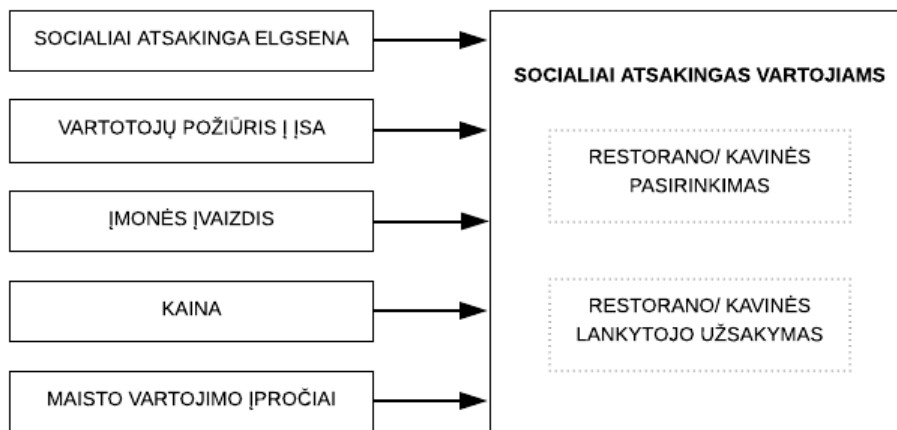 SOCIALIAI ATSAKINGA ELGSENA
VARTOTOJŲ POŽIŪRIS Į ĮSA
ĮMONĖS ĮVAIZDIS
KAINA
MAISTO VARTOJIMO ĮPROČIAI
SOCIALIAI ATSAKINGAS VARTOJIAMS
RESTORANO/ KAVINĖS
PASIRINKIMAS
RESTORANO/ KAVINĖS
LANKYTOJO UŽSAKYMAS